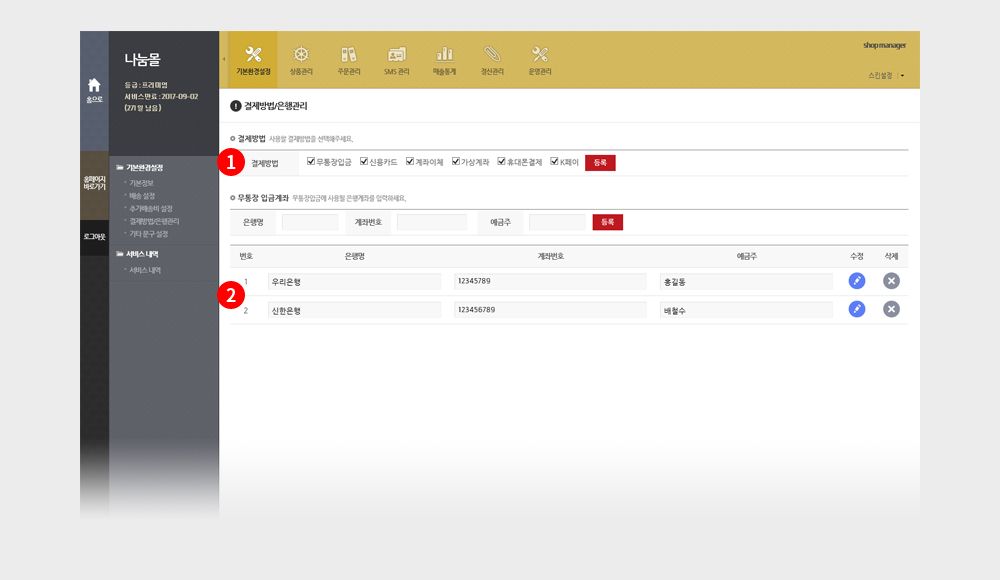 나눔몰
등급 : 프리미엄
서비스만료 : 2017-09-02
(271일 남음)
홈으로
홈페이지
바로가기
로그아웃
기본환경설정
기본정보
배송 설정
추가배송비 설정
결제방법/은행관리
기타 문구 설정
서비스 내역
서비스 내역
기본환경설정 상품관리 주문관리 SMS 관리 매출통계 정산관리 운영관리
shop manager
스킨설정
결제방법/은행관리
결제방법 사용할 결제방법을 선택해주세요.
1 결제방법 무통장입금 신용카드 계좌이체 가상계좌 휴대폰결제 K페이 등록
무통장 입금계좌 무통장입금에 사용될 은행계좌를 입력하세요.
은행명 계좌번호 예금주 등록
번호 은행명 계좌번호 예금주 수정 삭제
1 우리은행 12345789 홍길동
2
2 신한은행 123456789 배철수